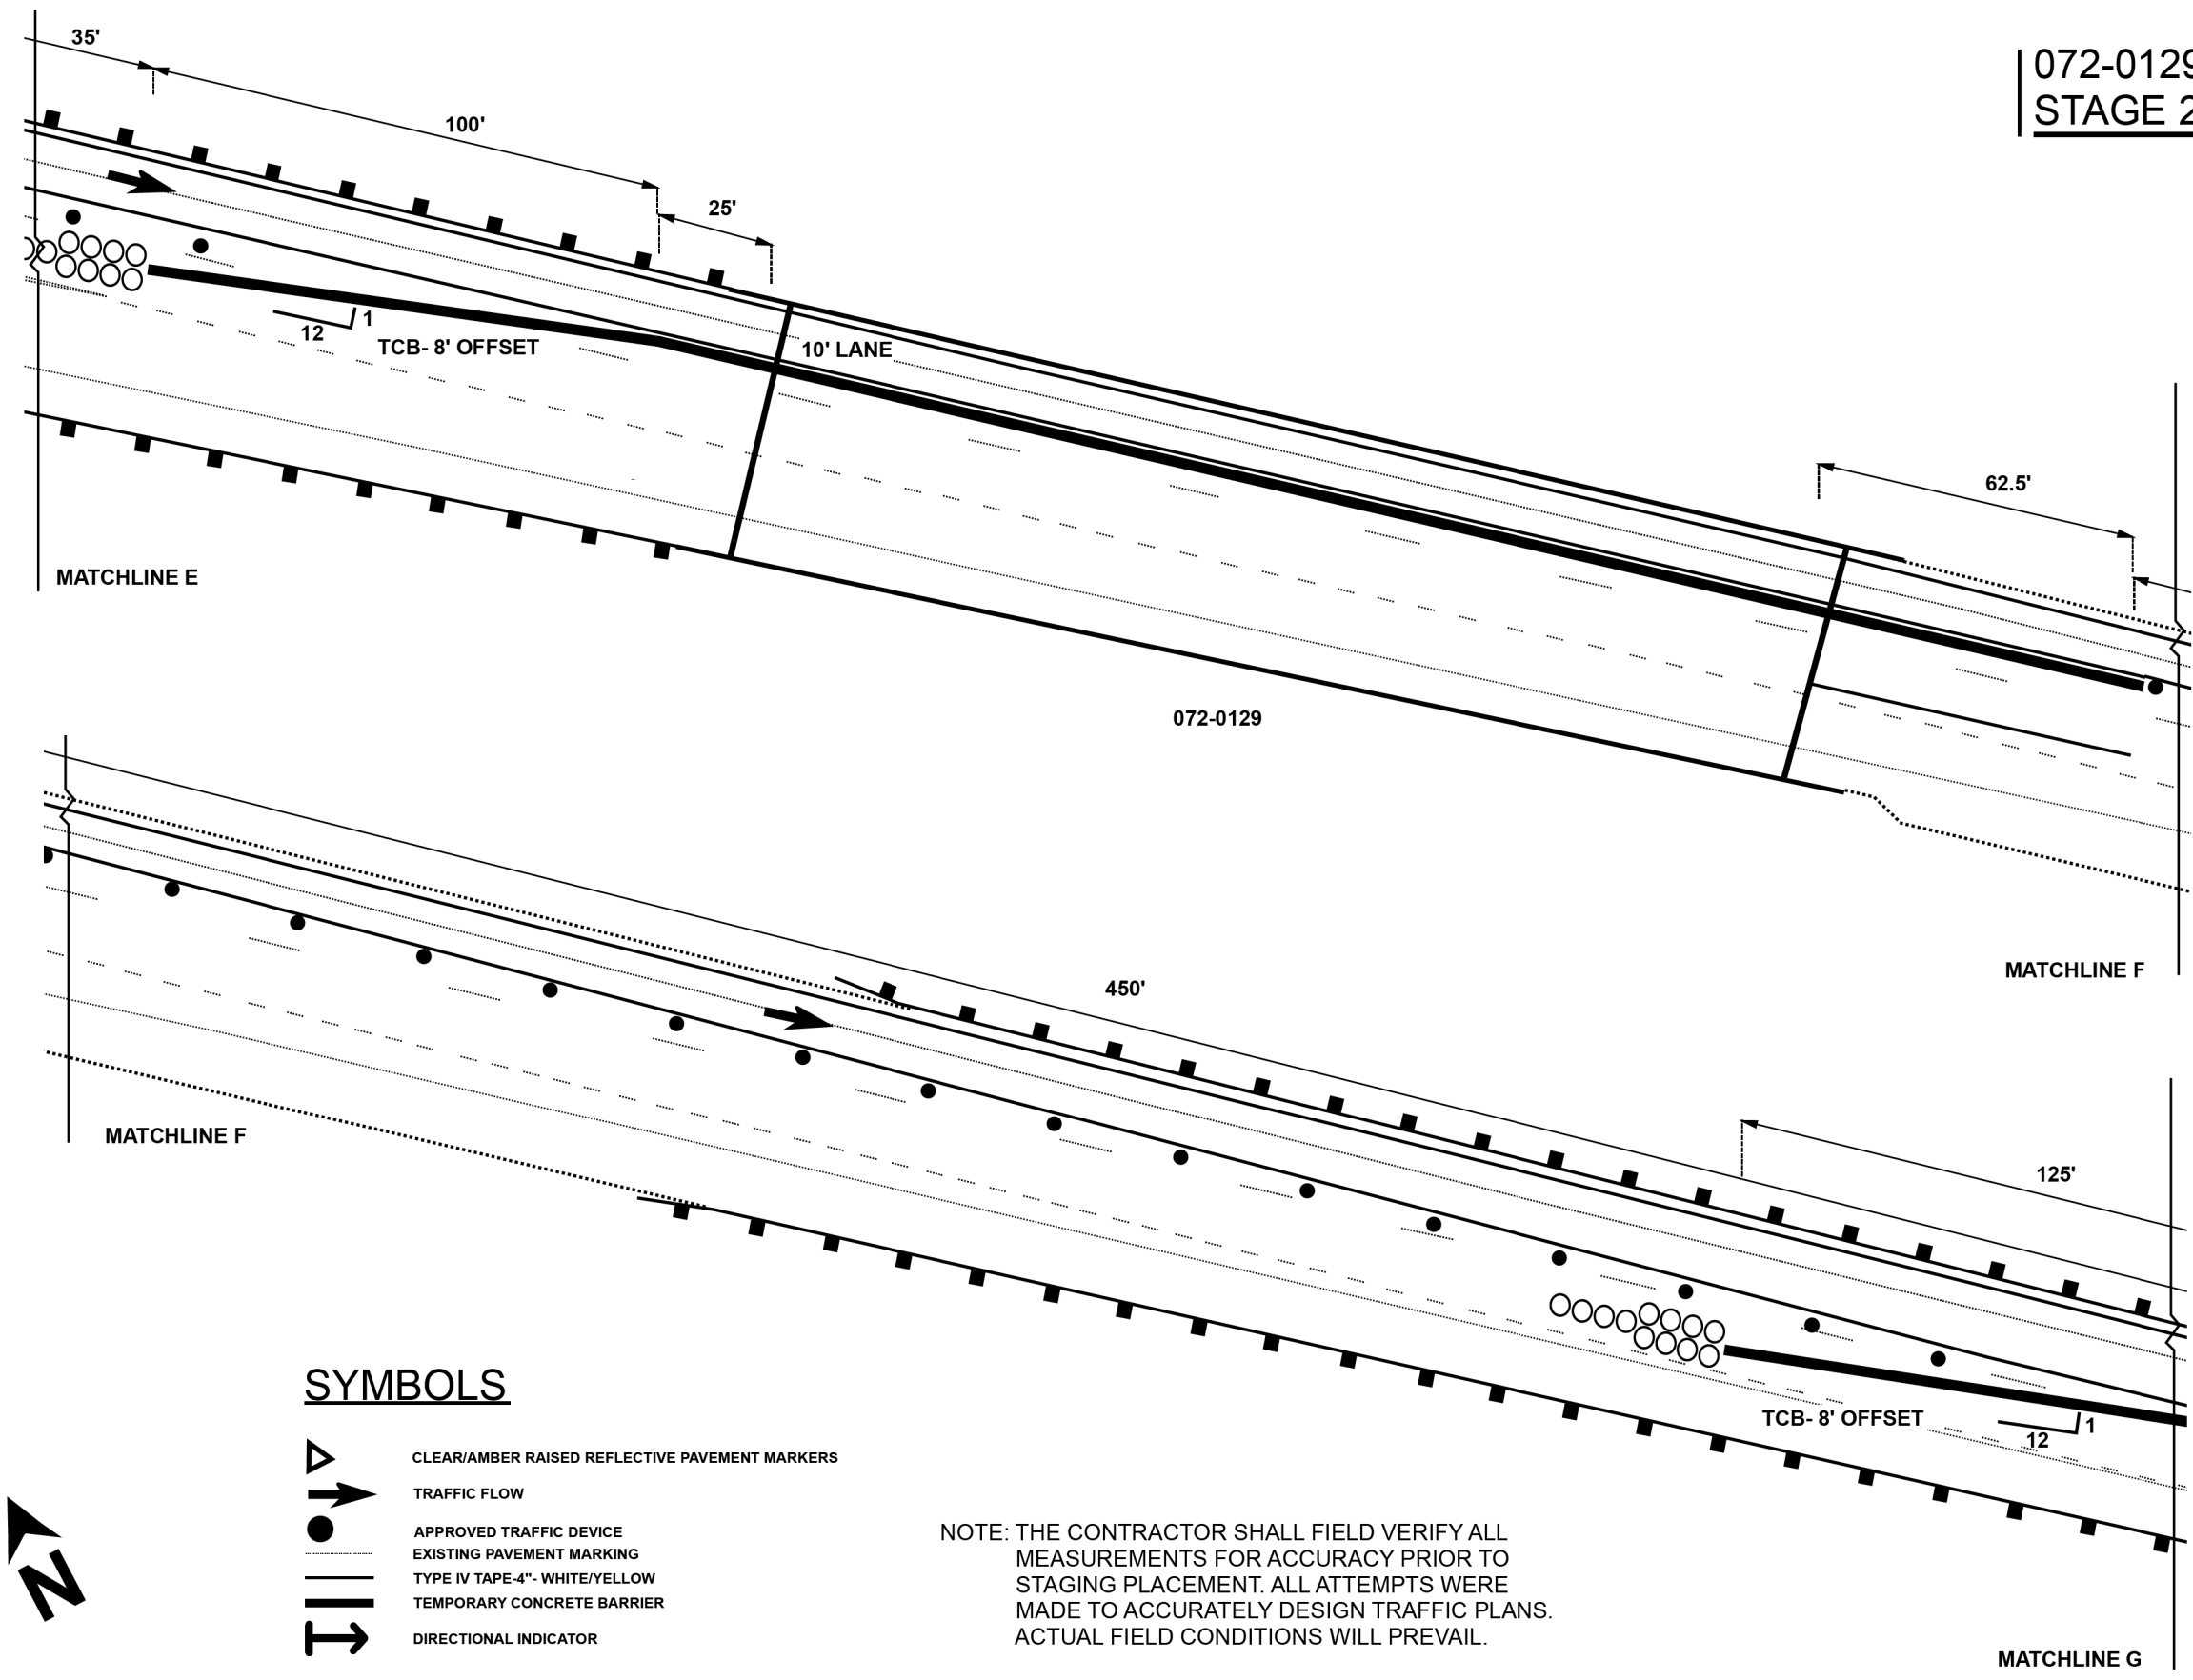 35'
072-0129
STAGE 2
100'
25'
12
1
TCB- 8' OFFSET
10' LANE
62.5'
MATCHLINE E
072-0129
MATCHLINE F
450'
MATCHLINE F
125'
TCB- 8' OFFSET
12
1
SYMBOLS
CLEAR/AMBER RAISED REFLECTIVE PAVEMENT MARKERS
TRAFFIC FLOW
APPROVED TRAFFIC DEVICE
EXISTING PAVEMENT MARKING
TYPE IV TAPE-4"- WHITE/YELLOW
TEMPORARY CONCRETE BARRIER
DIRECTIONAL INDICATOR
N
NOTE: THE CONTRACTOR SHALL FIELD VERIFY ALL
MEASUREMENTS FOR ACCURACY PRIOR TO
STAGING PLACEMENT. ALL ATTEMPTS WERE
MADE TO ACCURATELY DESIGN TRAFFIC PLANS.
ACTUAL FIELD CONDITIONS WILL PREVAIL.
MATCHLINE G